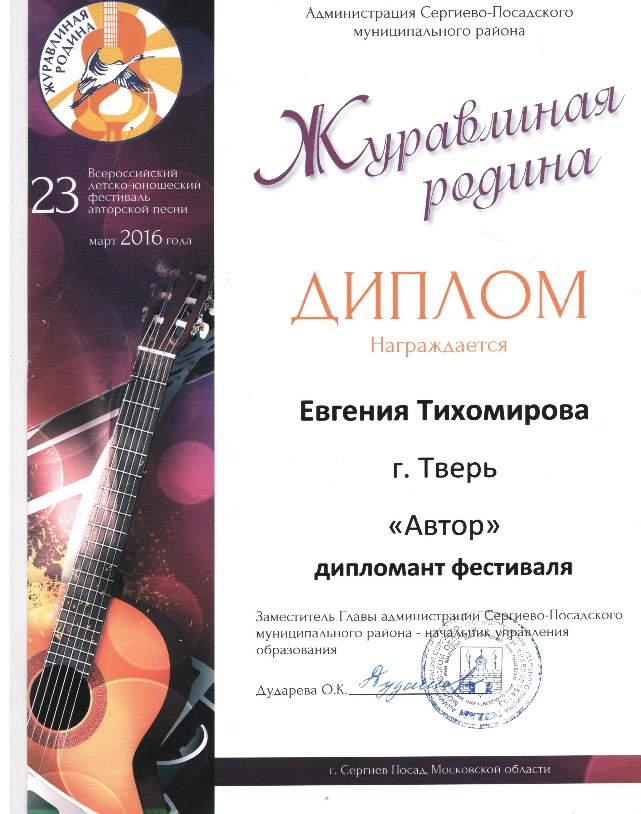 ЖУРАВЛИНАЯ
РОДИНА
23
Всероссийский
детско-юношеский
фестиваль
авторской песни
март 2016 года
Администрация Сергиево-Посадского
муниципального района
Журавлиная
родина
ДИПЛОМ
Награждается
Евгения Тихомирова
г. Тверь
«Автор»
дипломант фестиваля
Заместитель Главы администрации Сергиево-Посадского
муниципального района - начальник управления
образования
Дударева О.К.
г. Сергиев Посад, Московской области